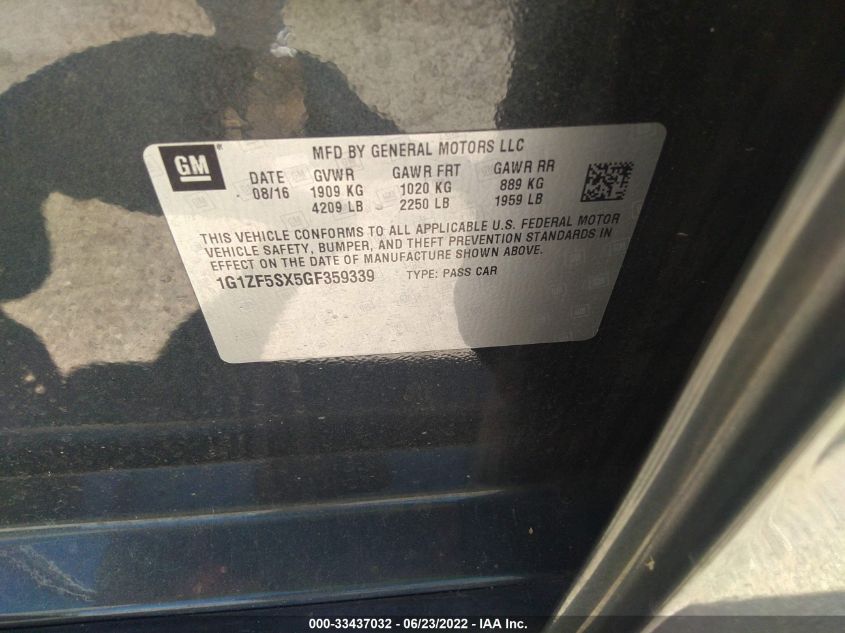 GM ®
MFD BY GENERAL MOTORS LLC
DATE GVWR GAWR FRT GAWR RR
08/16 1909 KG 1020 KG 889 KG
4209 LB 2250 LB 1959 LB
THIS VEHICLE CONFORMS TO ALL APPLICABLE U.S. FEDERAL MOTOR
VEHICLE SAFETY, BUMPER, AND THEFT PREVENTION STANDARDS IN
EFFECT ON THE DATE OF MANUFACTURE SHOWN ABOVE.
1G1ZF5SX5GF359339 TYPE: PASS CAR
000-33437032 - 06/23/2022 - IAA Inc.